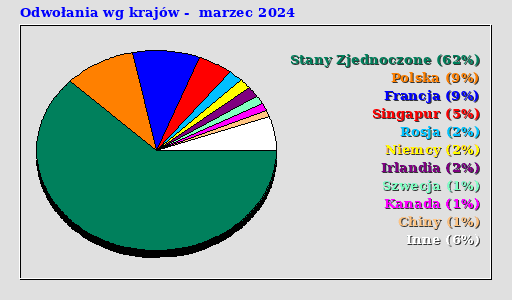 Odwołania wg krajów -  marzec 2024
Stany Zjednoczone (62%)
Polska (9%)
Francja (9%)
Singapur (5%)
Rosja (2%)
Niemcy (2%)
Irlandia (2%)
Szwecja (1%)
Kanada (1%)
Chiny (1%)
Inne (6%)